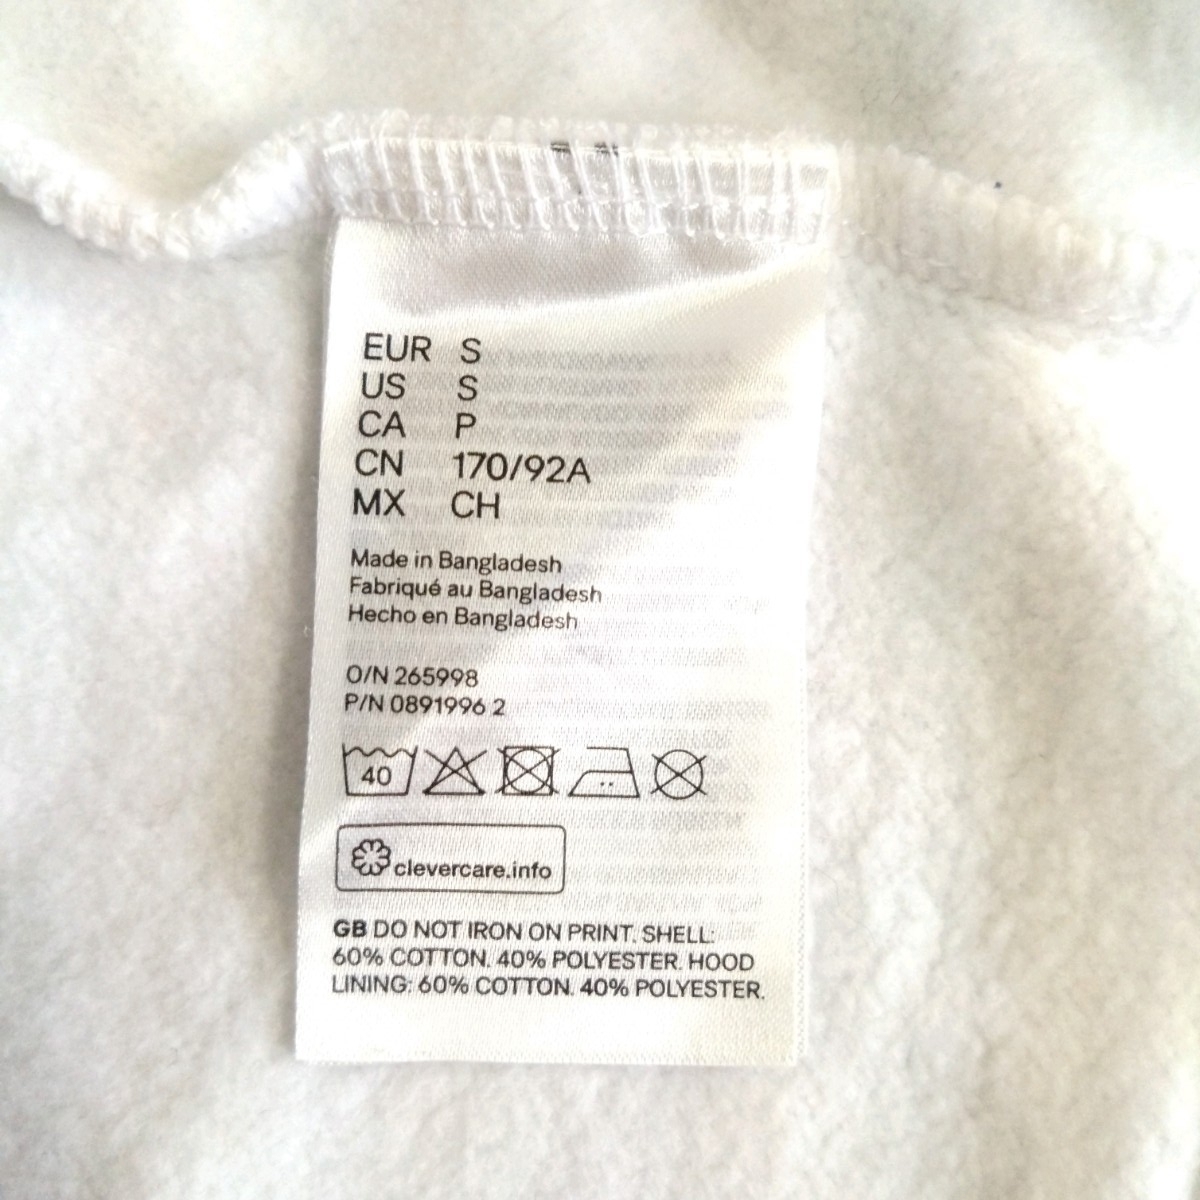 EUR S
US S
CA P
CN 170/92A
MX CH
Made in Bangladesh
Fabriqué au Bangladesh
Hecho en Bangladesh
O/N 265998
P/N 0891996 2
40
clevercare.info
GB DO NOT IRON ON PRINT. SHELL:
60% COTTON. 40% POLYESTER. HOOD
LINING: 60% COTTON. 40% POLYESTER.